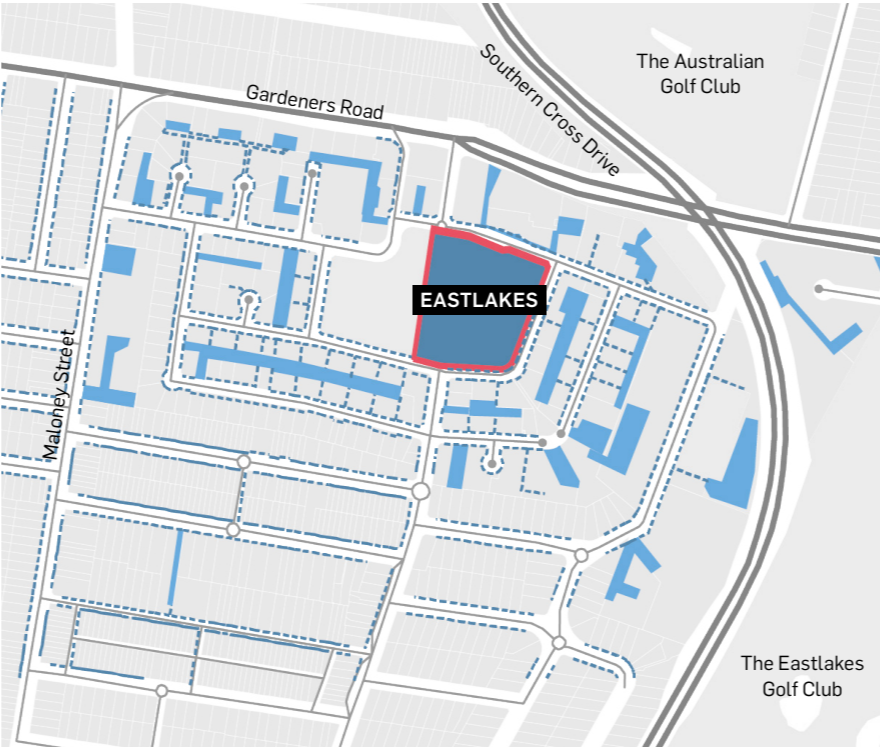 The Australian
Golf Club
Southern Cross Drive
Gardeners Road
EASTLAKES
Maloney Street
The Eastlakes
Golf Club